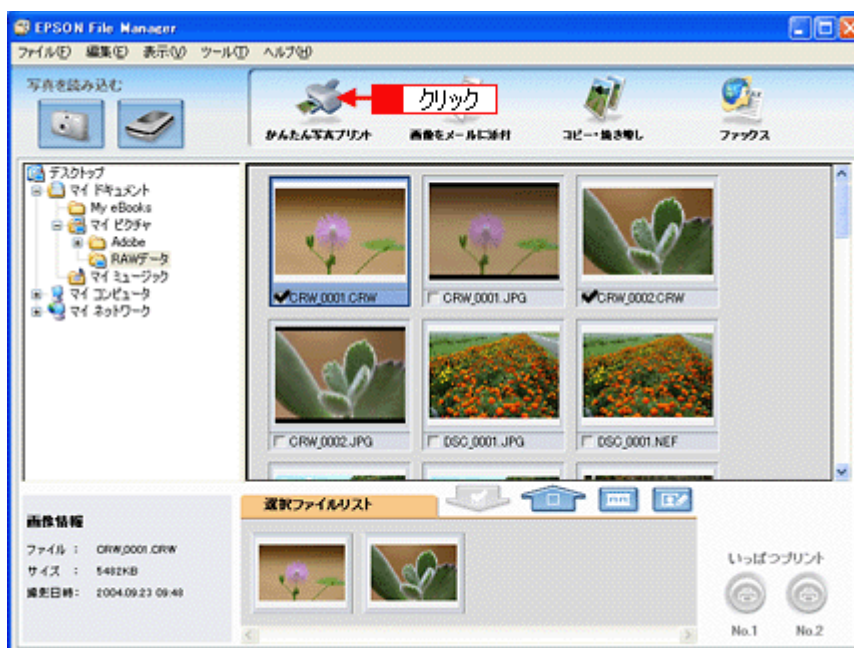 EPSON File Manager
ファイル(F) 編集(E) 表示(V) ツール(T) ヘルプ(H)
写真を読み込む
クリック
かんたん写真プリント 画像をメールに添付 コピー・焼き増し ファックス
デスクトップ
マイ ドキュメント
My eBooks
マイ ピクチャ
Adobe
RAWデータ
マイ ミュージック
マイ コンピュータ
マイ ネットワーク
CRW_0001.CRW CRW_0001.JPG CRW_0002.CRW
CRW_0002.JPG DSC_0001.JPG DSC_0001.NEF
選択ファイルリスト
画像情報
ファイル : CRW_0001.CRW
サイズ : 5482KB
撮影日時: 2004.09.23 09:48
いっぱつプリント
No.1 No.2